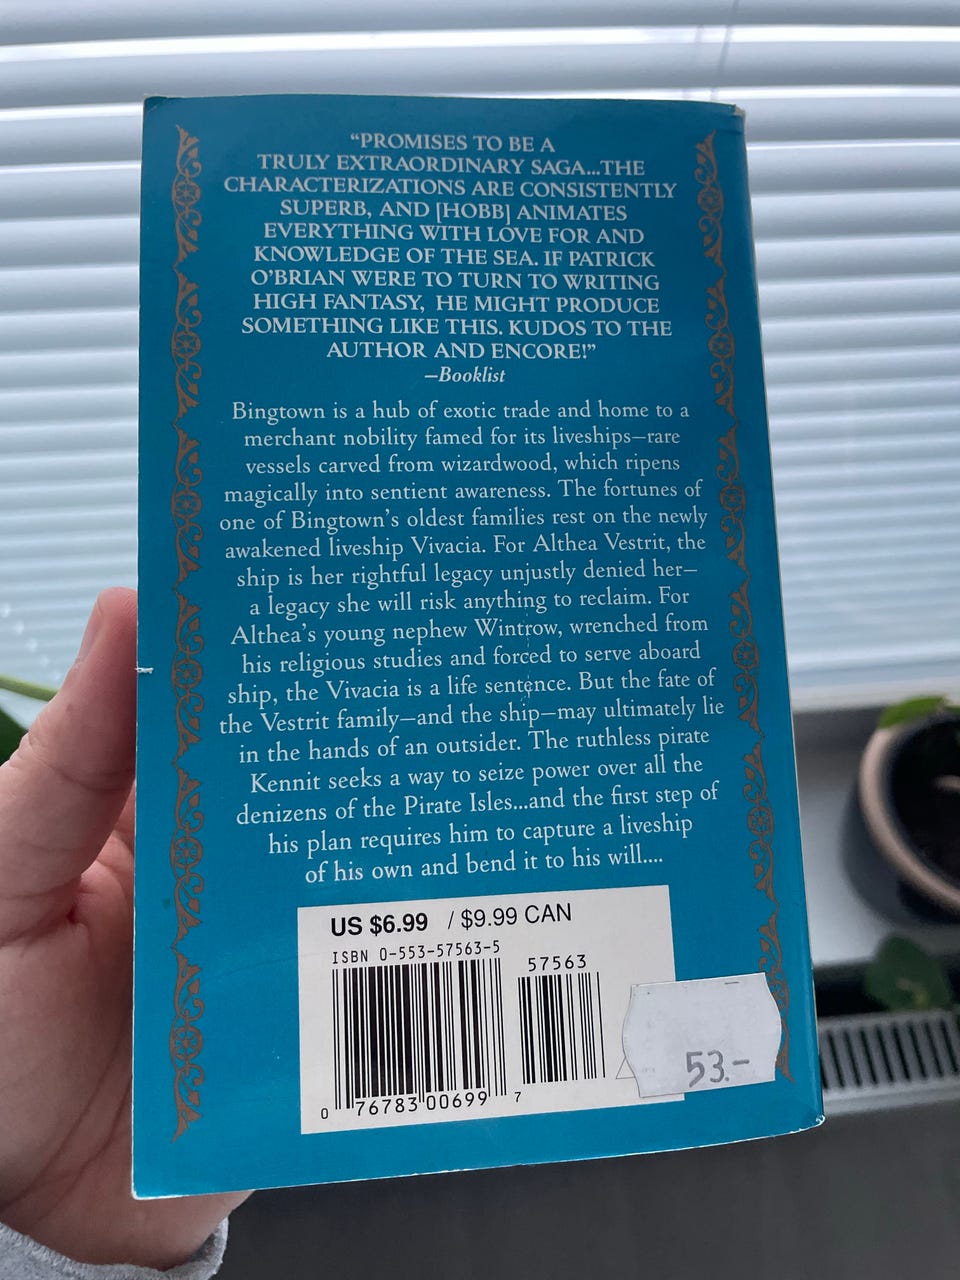 “PROMISES TO BE A
TRULY EXTRAORDINARY SAGA...THE
CHARACTERIZATIONS ARE CONSISTENTLY
SUPERB, AND [HOBB] ANIMATES
EVERYTHING WITH LOVE FOR AND
KNOWLEDGE OF THE SEA. IF PATRICK
O’BRIAN WERE TO TURN TO WRITING
HIGH FANTASY, HE MIGHT PRODUCE
SOMETHING LIKE THIS. KUDOS TO THE
AUTHOR AND ENCORE!”
—Booklist
Bingtown is a hub of exotic trade and home to a
merchant nobility famed for its liveships—rare
vessels carved from wizardwood, which ripens
magically into sentient awareness. The fortunes of
one of Bingtown’s oldest families rest on the newly
awakened liveship Vivacia. For Althea Vestrit, the
ship is her rightful legacy unjustly denied her—
a legacy she will risk anything to reclaim. For
Althea’s young nephew Wintrow, wrenched from
his religious studies and forced to serve aboard
ship, the Vivacia is a life sentence. But the fate of
the Vestrit family—and the ship—may ultimately lie
in the hands of an outsider. The ruthless pirate
Kennit seeks a way to seize power over all the
denizens of the Pirate Isles...and the first step of
his plan requires him to capture a liveship
of his own and bend it to his will....
US $6.99 / $9.99 CAN
ISBN 0-553-57563-5
57563
53.-
0 76783 00699 7